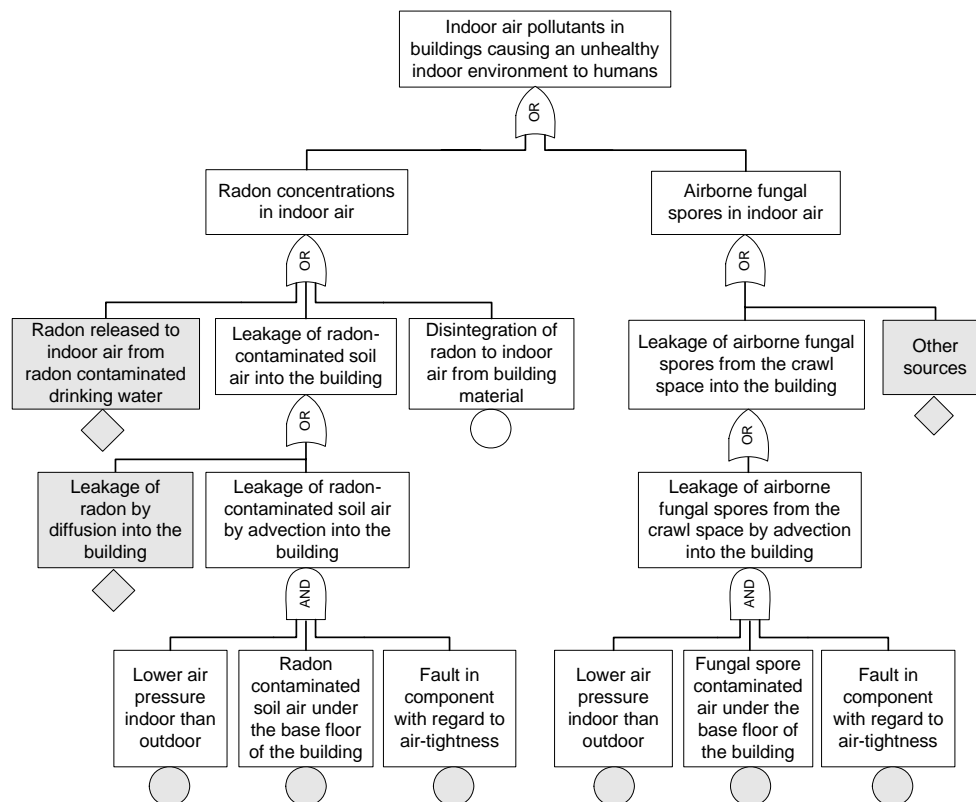 Indoor air pollutants in
buildings causing an unhealthy
indoor environment to humans
OR
Radon concentrations
in indoor air
Airborne fungal
spores in indoor air
OR
OR
Radon released to
indoor air from
radon contaminated
drinking water
Leakage of radon-
contaminated soil
air into the building
Disintegration of
radon to indoor
air from building
material
Leakage of airborne fungal
spores from the crawl
space into the building
Other
sources
OR
OR
Leakage of
radon by
diffusion into the
building
Leakage of radon-
contaminated soil air
by advection into the
building
Leakage of airborne
fungal spores from the
crawl space by advection
into the building
AND
AND
Lower air
pressure
indoor than
outdoor
Radon
contaminated
soil air under
the base floor
of the building
Fault in
component
with regard to
air-tightness
Lower air
pressure
indoor than
outdoor
Fungal spore
contaminated
air under the
base floor of
the building
Fault in
component
with regard to
air-tightness